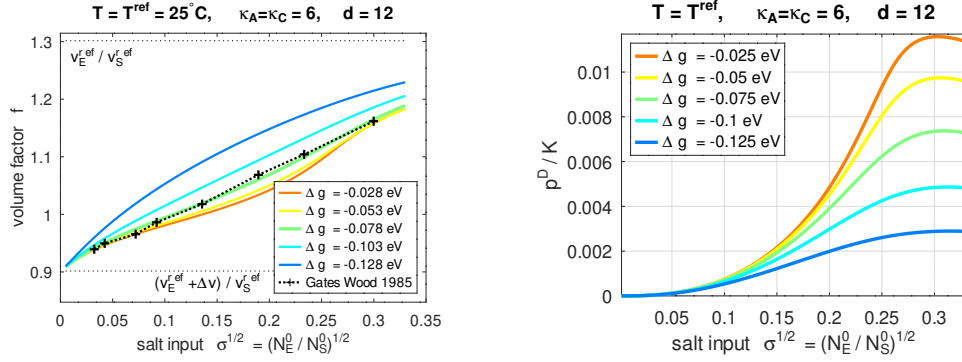 T = T^ref = 25°C, κ_A=κ_C = 6, d = 12
1.3
v_E^ref / v_S^ref
1.2
1.1
1
0.9
volume factor f
Δ g = -0.028 eV
Δ g = -0.053 eV
Δ g = -0.078 eV
Δ g = -0.103 eV
Δ g = -0.128 eV
Gates Wood 1985
(v_E^ref +Δv) / v_S^ref
0 0.05 0.1 0.15 0.2 0.25 0.3 0.35
salt input σ^1/2 = (N_E^0 / N_S^0)^1/2
T = T^ref, κ_A=κ_C = 6, d = 12
0.01
0.008
0.006
0.004
0.002
0
p^D / K
Δ g = -0.025 eV
Δ g = -0.05 eV
Δ g = -0.075 eV
Δ g = -0.1 eV
Δ g = -0.125 eV
0.05 0.10 0.15 0.20 0.25 0.30
salt input σ^1/2 = (N_E^0 / N_S^0)^1/2